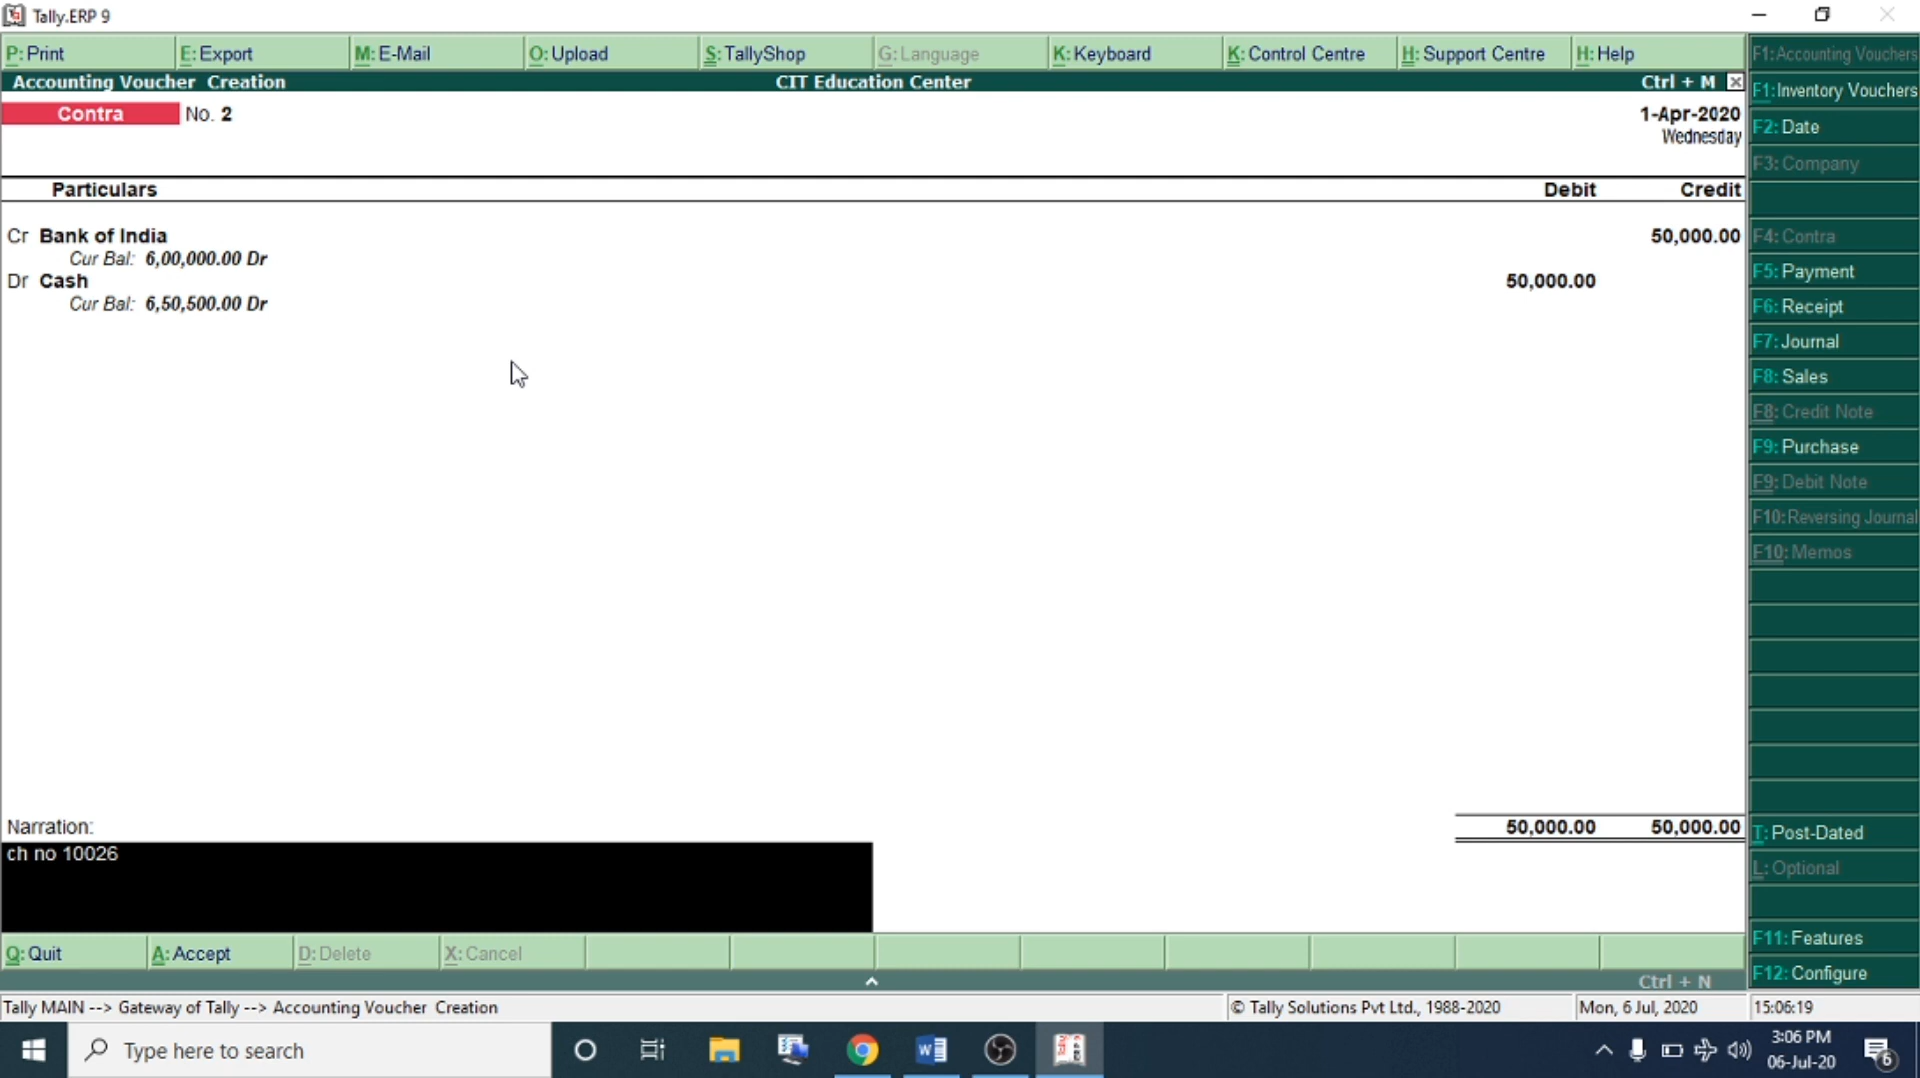 Tally.ERP 9
P: Print E: Export M: E-Mail O: Upload S: TallyShop G: Language K: Keyboard K: Control Centre H: Support Centre H: Help
Accounting Voucher Creation CIT Education Center Ctrl + M
Contra No. 2 1-Apr-2020
Wednesday
Particulars Debit Credit
Cr Bank of India 50,000.00
Cur Bal: 6,00,000.00 Dr
Dr Cash 50,000.00
Cur Bal: 6,50,500.00 Dr
Narration: 50,000.00 50,000.00
ch no 10026
Q: Quit A: Accept D: Delete X: Cancel
Ctrl + N
F1: Accounting Vouchers
F1: Inventory Vouchers
F2: Date
F3: Company
F4: Contra
F5: Payment
F6: Receipt
F7: Journal
F8: Sales
F8: Credit Note
F9: Purchase
F9: Debit Note
F10: Reversing Journal
F10: Memos
T: Post-Dated
L: Optional
F11: Features
F12: Configure
Tally MAIN --> Gateway of Tally --> Accounting Voucher Creation © Tally Solutions Pvt Ltd., 1988-2020 Mon, 6 Jul, 2020 15:06:19
Type here to search
3:06 PM
06-Jul-20
6